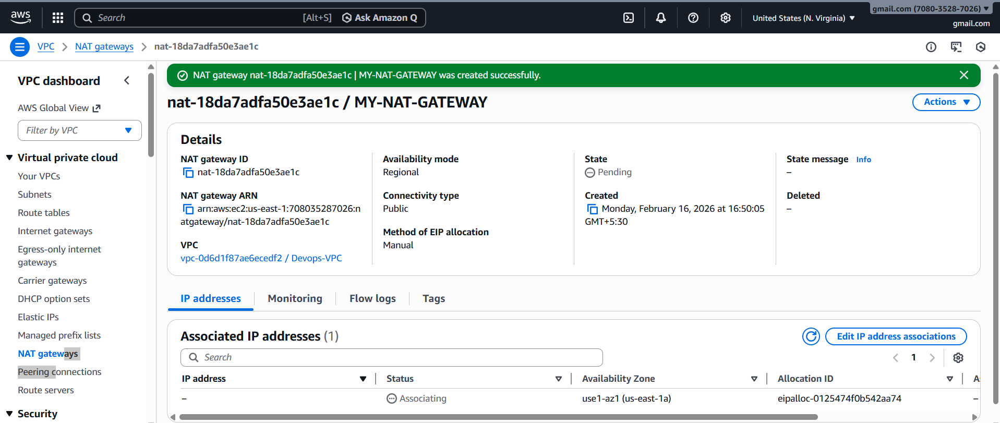 gmail.com (7080-3528-7026) ▼
aws
Search [Alt+S] Ask Amazon Q
United States (N. Virginia) ▼
gmail.com
VPC > NAT gateways > nat-18da7adfa50e3ae1c
VPC dashboard
AWS Global View
Filter by VPC
Virtual private cloud
Your VPCs
Subnets
Route tables
Internet gateways
Egress-only internet
gateways
Carrier gateways
DHCP option sets
Elastic IPs
Managed prefix lists
NAT gateways
Peering connections
Route servers
Security
NAT gateway nat-18da7adfa50e3ae1c | MY-NAT-GATEWAY was created successfully.
nat-18da7adfa50e3ae1c / MY-NAT-GATEWAY
Actions ▼
Details
NAT gateway ID
nat-18da7adfa50e3ae1c
NAT gateway ARN
arn:aws:ec2:us-east-1:708035287026:n
atgateway/nat-18da7adfa50e3ae1c
VPC
vpc-0d6d1f87ae6ecedf2 / Devops-VPC
Availability mode
Regional
Connectivity type
Public
Method of EIP allocation
Manual
State
Pending
Created
Monday, February 16, 2026 at 16:50:05
GMT+5:30
State message Info
–
Deleted
–
IP addresses
Monitoring
Flow logs
Tags
Associated IP addresses (1)
Edit IP address associations
Search
1
IP address Status Availability Zone Allocation ID A
– Associating use1-az1 (us-east-1a) eipalloc-0125474f0b542aa74 –